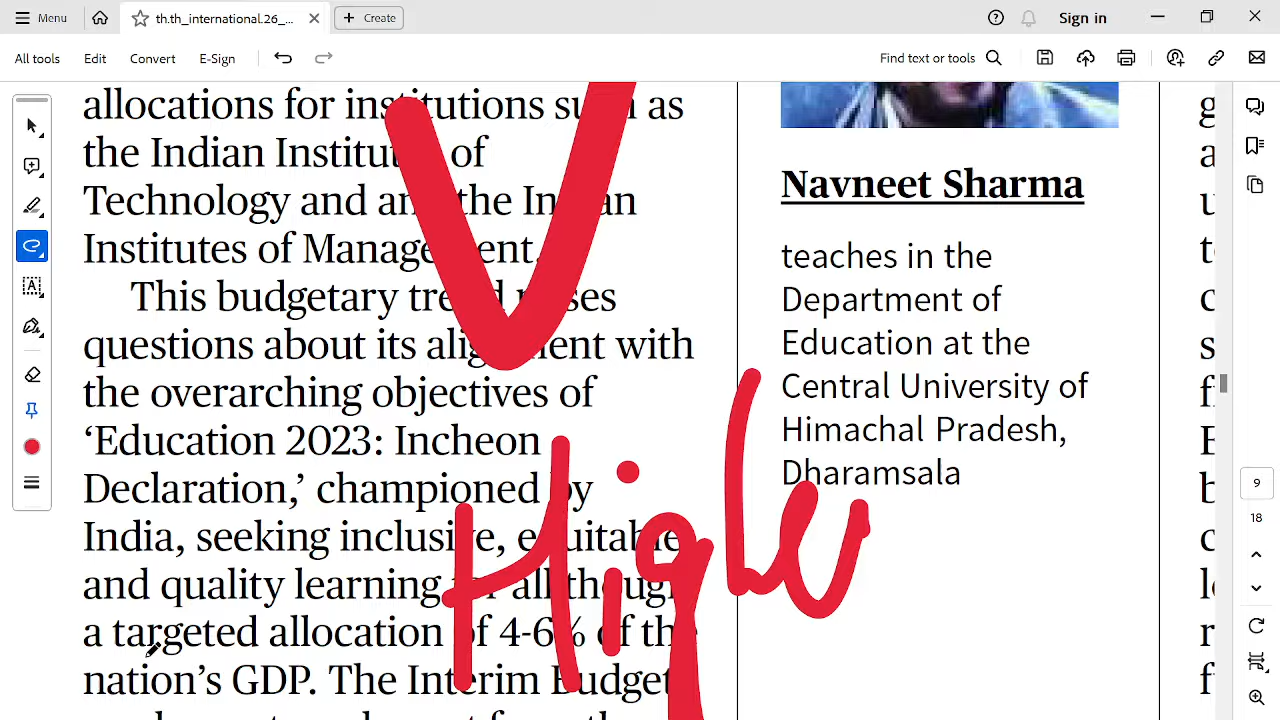 Menu
th.th_international.26_...
Create
Sign in
All tools
Edit
Convert
E-Sign
Find text or tools
allocations for institutions such as
the Indian Institutes of
Technology and and the Indian
Institutes of Management.
This budgetary trend raises
questions about its alignment with
the overarching objectives of
‘Education 2023: Incheon
Declaration,’ championed by
India, seeking inclusive, equitable
and quality learning for all though
a targeted allocation of 4-6% of the
nation’s GDP. The Interim Budget
Higher
Navneet Sharma
teaches in the
Department of
Education at the
Central University of
Himachal Pradesh,
Dharamsala
9
18